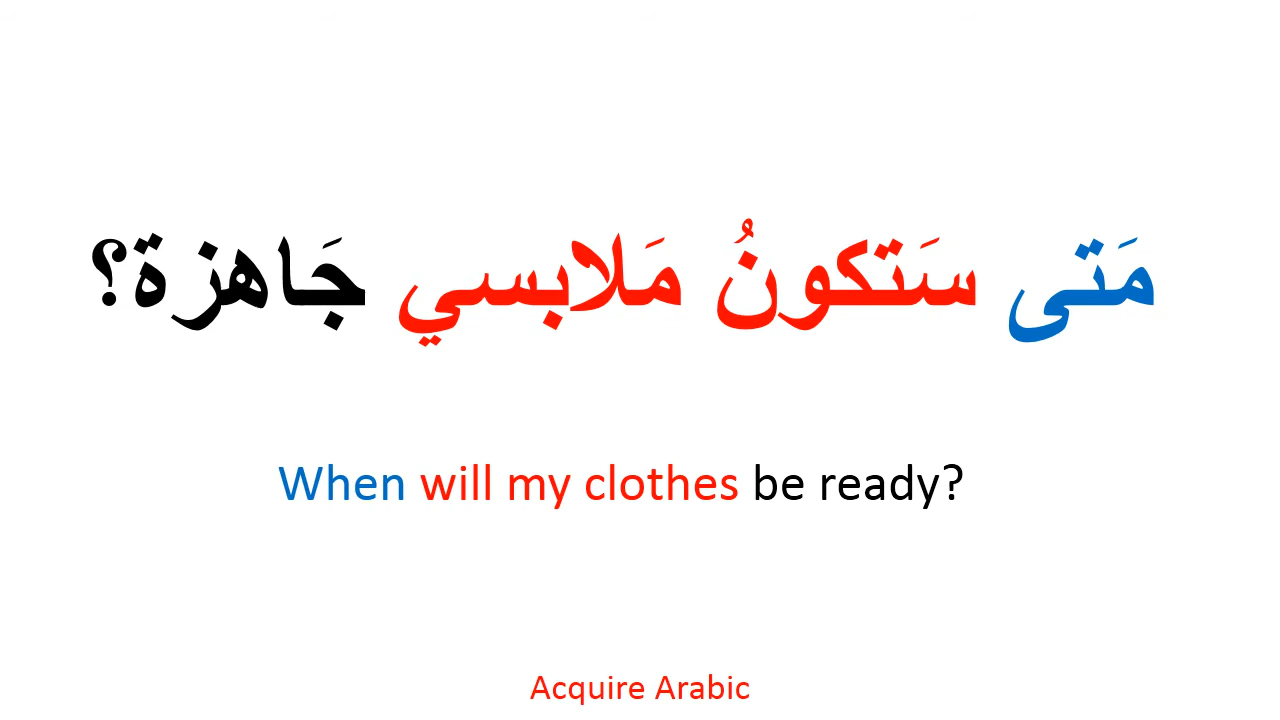 مَتى سَتكونُ مَلابسي جَاهزة؟
When will my clothes be ready?
Acquire Arabic